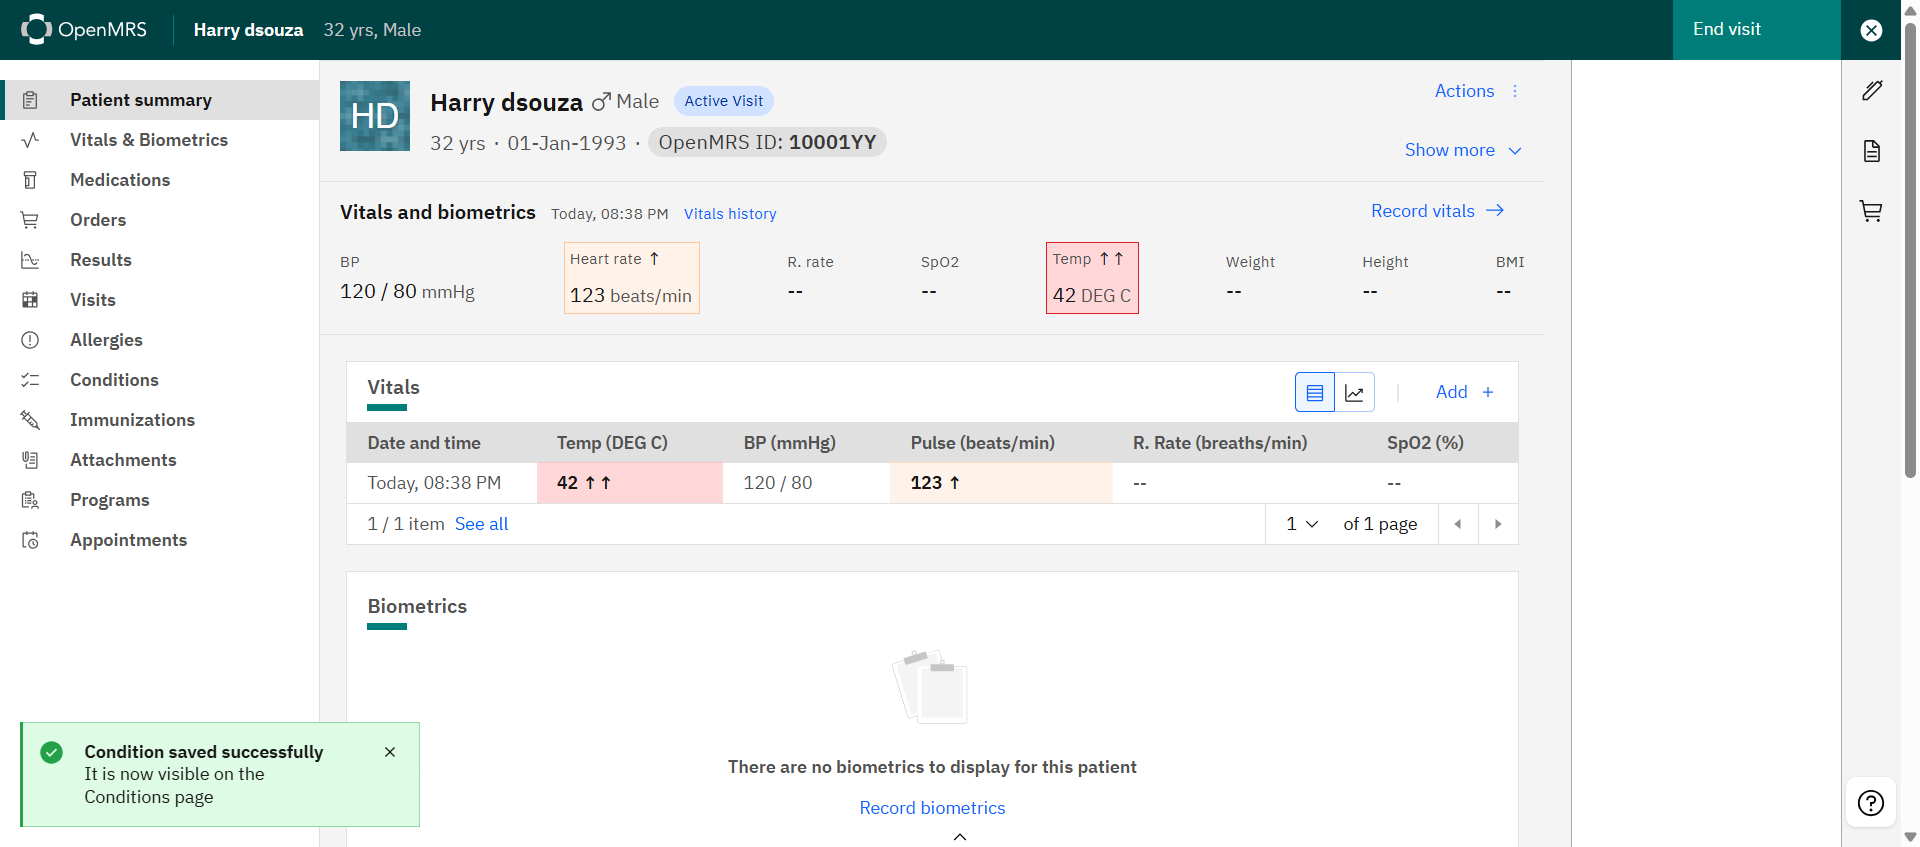 OpenMRS
Harry dsouza 32 yrs, Male
End visit
Patient summary
Vitals & Biometrics
Medications
Orders
Results
Visits
Allergies
Conditions
Immunizations
Attachments
Programs
Appointments
HD
Harry dsouza Male Active Visit
32 yrs · 01-Jan-1993 · OpenMRS ID: 10001YY
Actions
Show more
Vitals and biometrics Today, 08:38 PM Vitals history
Record vitals →
BP
120 / 80 mmHg
Heart rate ↑
123 beats/min
R. rate
--
SpO2
--
Temp ↑↑
42 DEG C
Weight
--
Height
--
BMI
--
Vitals
Add +
Date and time Temp (DEG C) BP (mmHg) Pulse (beats/min) R. Rate (breaths/min) SpO2 (%)
Today, 08:38 PM 42 ↑↑ 120 / 80 123 ↑ -- --
1 / 1 item See all
1 of 1 page
Biometrics
There are no biometrics to display for this patient
Record biometrics
Condition saved successfully
It is now visible on the
Conditions page